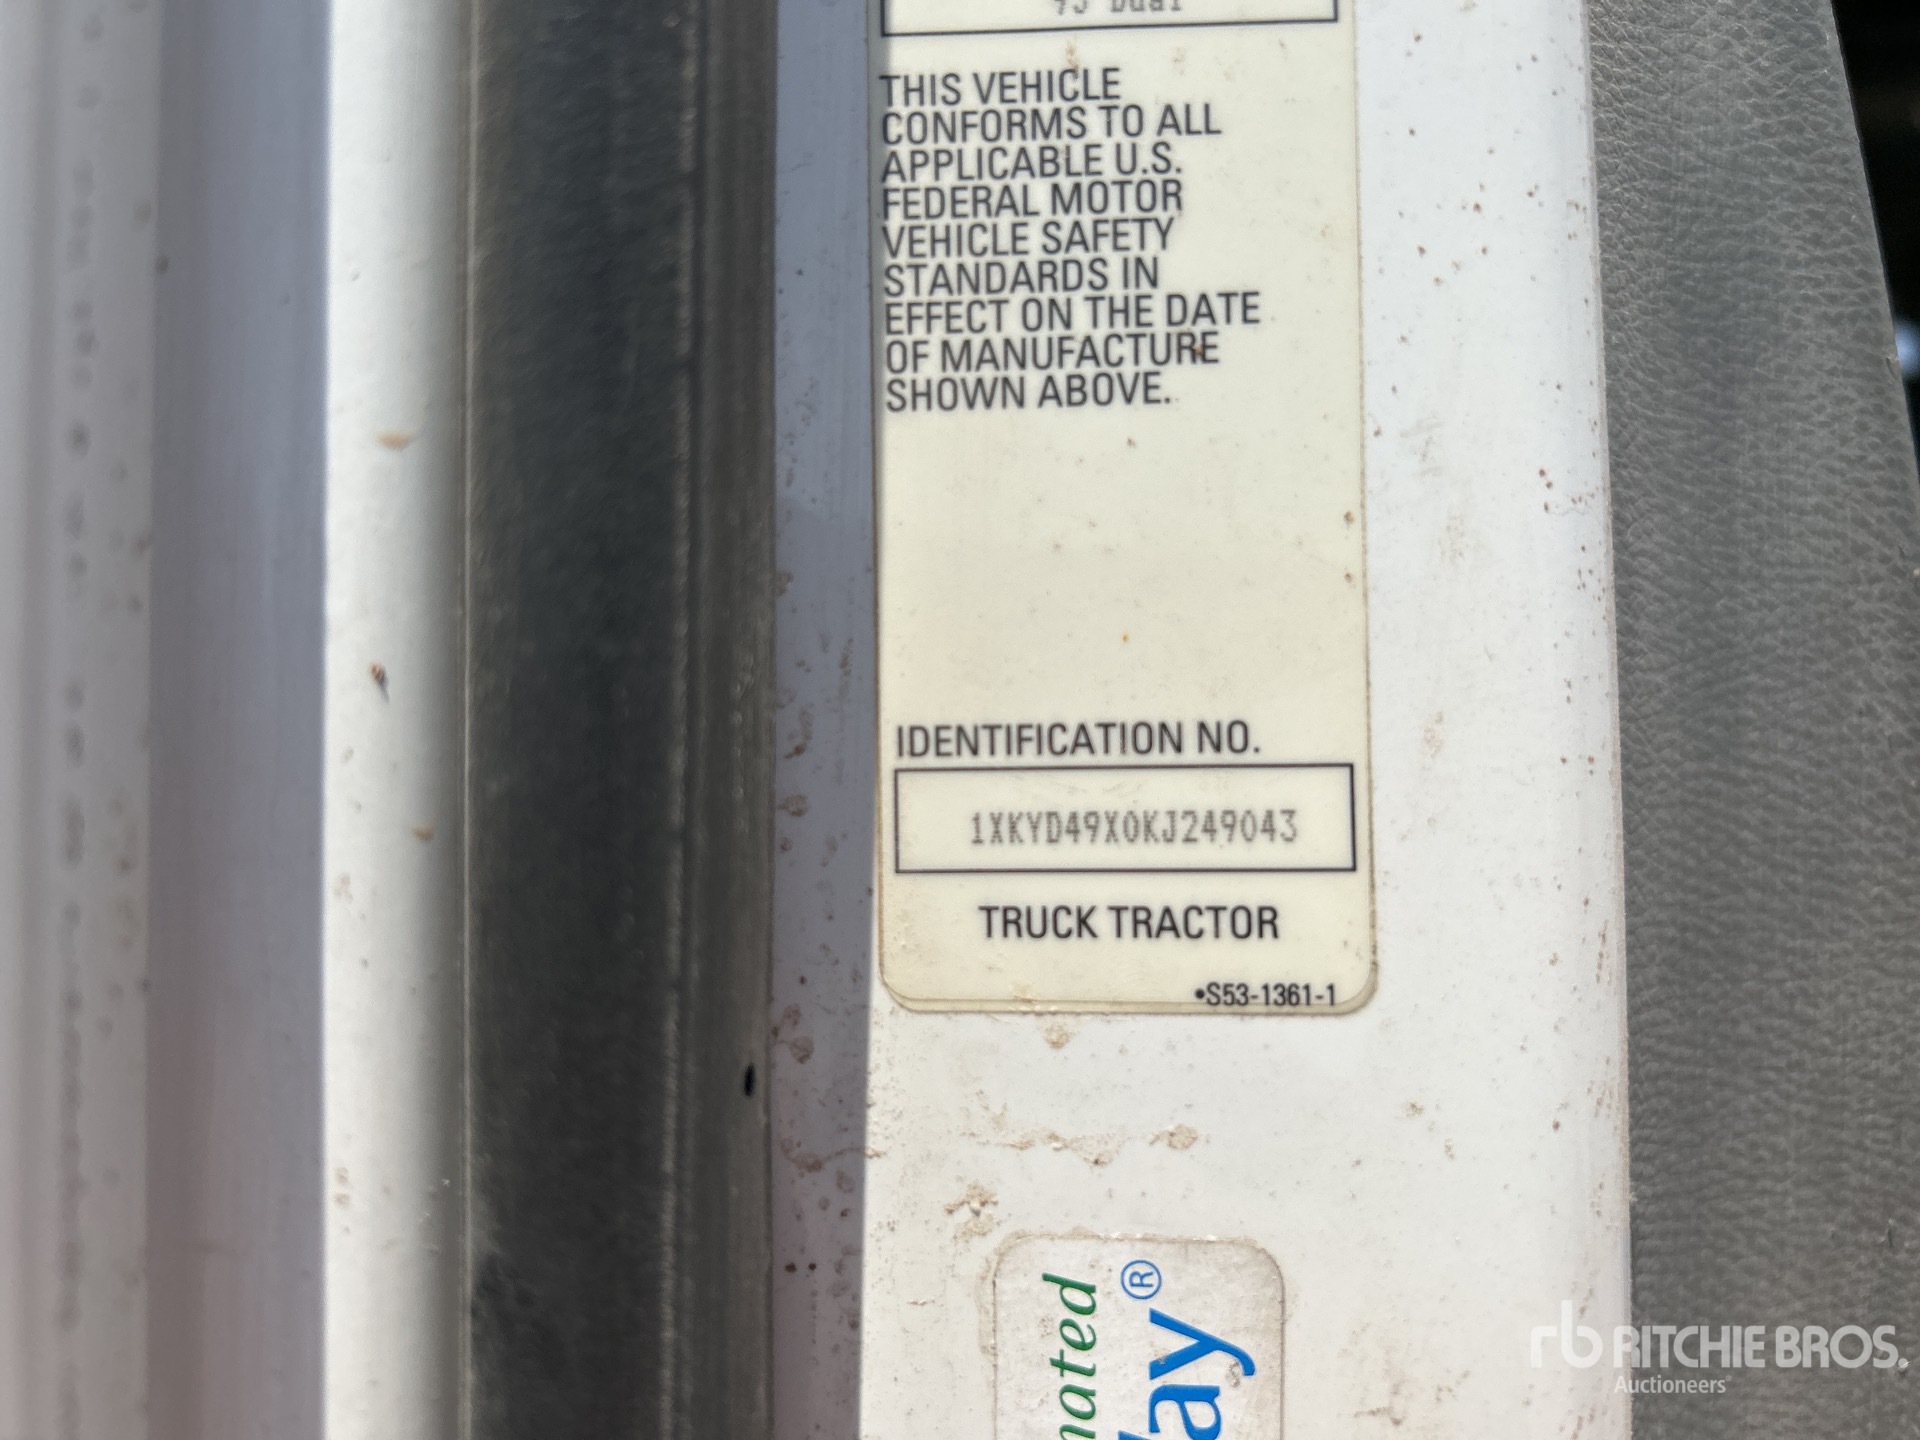 THIS VEHICLE
CONFORMS TO ALL
APPLICABLE U.S.
FEDERAL MOTOR
VEHICLE SAFETY
STANDARDS IN
EFFECT ON THE DATE
OF MANUFACTURE
SHOWN ABOVE.
IDENTIFICATION NO.
1XKYD49X0KJ249043
TRUCK TRACTOR
•S53-1361-1
rb RITCHIE BROS.
Auctioneers